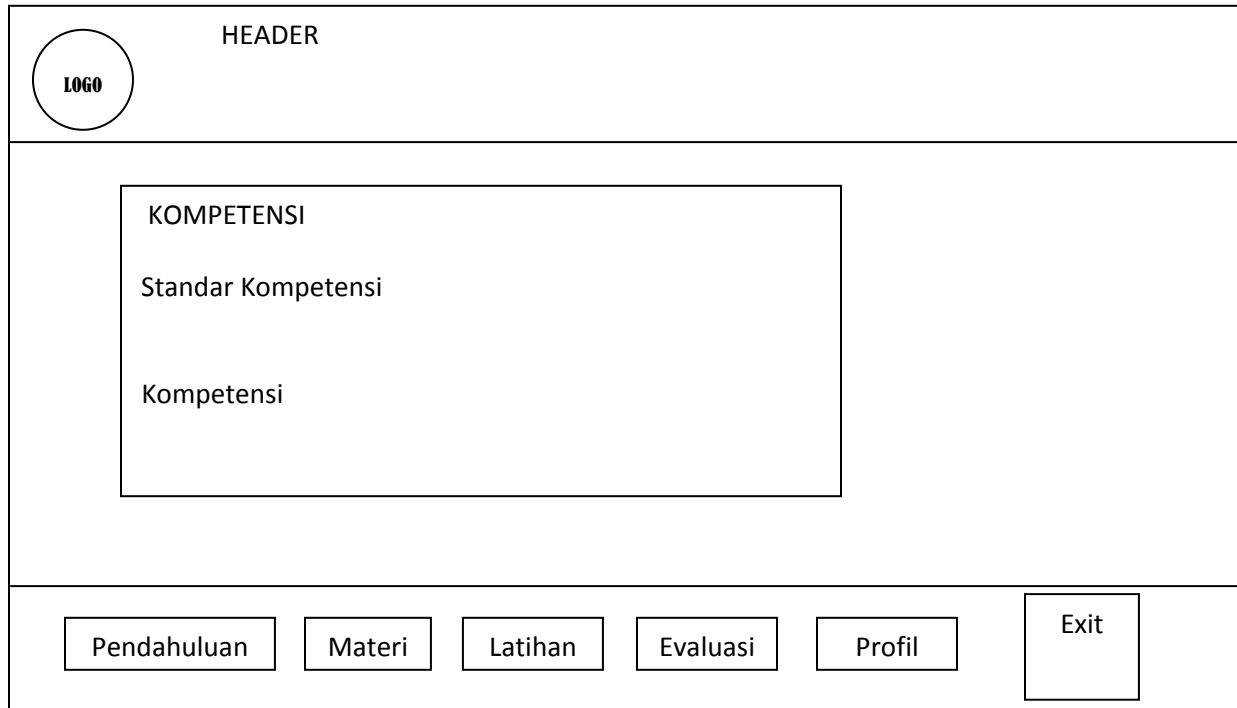 HEADER
LOGO
KOMPETENSI
Standar Kompetensi
Kompetensi
Pendahuluan
Materi
Latihan
Evaluasi
Profil
Exit